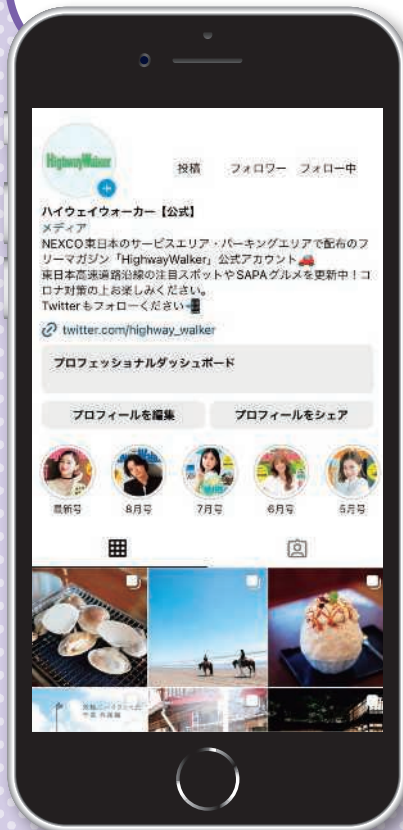 HighwayWalker
投稿 フォロワー フォロー中
ハイウェイウォーカー【公式】
メディア
NEXCO東日本のサービスエリア・パーキングエリアで配布のフ
リーマガジン「HighwayWalker」公式アカウント🚗
東日本高速道路沿線の注目スポットやSAPAグルメを更新中！コ
ロナ対策の上お楽しみください。
Twitterもフォローください📲
twitter.com/highway_walker
プロフェッショナルダッシュボード
プロフィールを編集 プロフィールをシェア
最新号 8月号 7月号 6月号 5月号